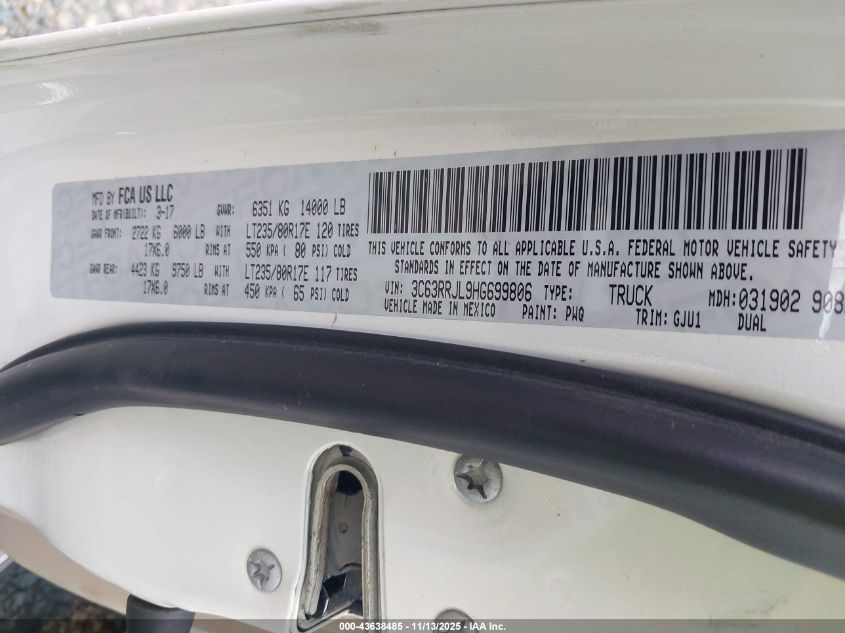 MFD BY FCA US LLC
DATE OF MFR(BUILT): 3-17 GVWR: 6351 KG 14000 LB
GAWR FRONT: 2722 KG 6000 LB WITH LT235/80R17E 120 TIRES
17X6.0 RIMS AT 550 KPA ( 80 PSI) COLD
GAWR REAR: 4423 KG 9750 LB WITH LT235/80R17E 117 TIRES
17X6.0 RIMS AT 450 KPA ( 65 PSI) COLD
THIS VEHICLE CONFORMS TO ALL APPLICABLE U.S.A. FEDERAL MOTOR VEHICLE SAFETY
STANDARDS IN EFFECT ON THE DATE OF MANUFACTURE SHOWN ABOVE.
VIN: 3C63RRJL9HG699806 TYPE: TRUCK MDH: 031902 908
VEHICLE MADE IN MEXICO PAINT: PWQ TRIM: GJU1 DUAL
000-43638485 - 11/13/2025 - IAA Inc.